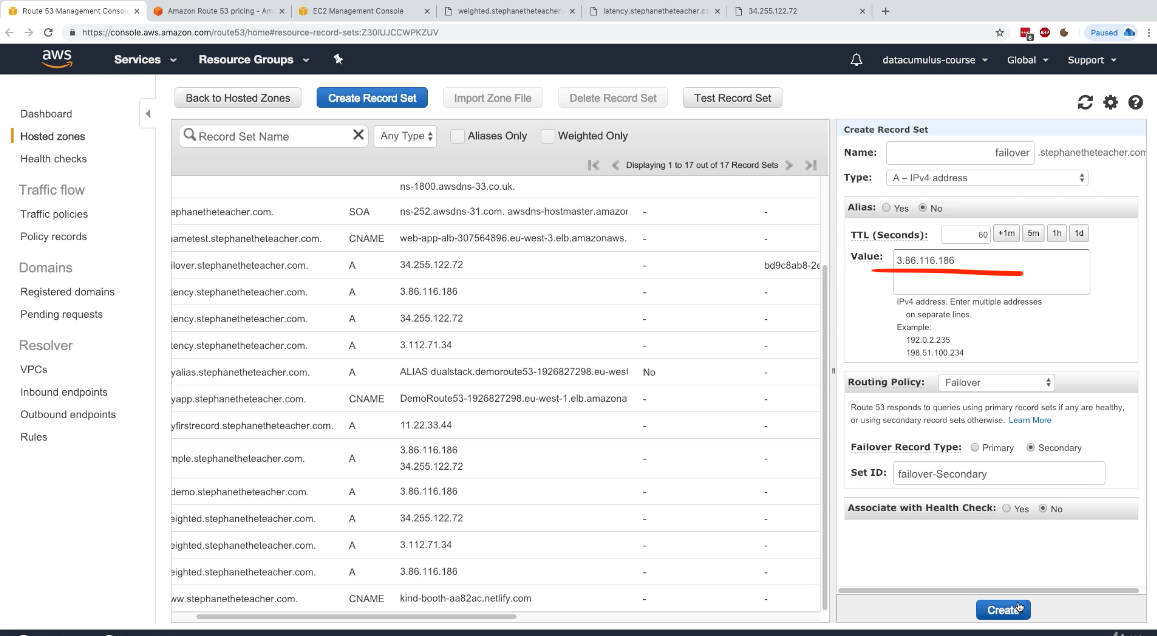 Route 53 Management Console
Amazon Route 53 pricing - Am
EC2 Management Console
weighted.stephanetheteacher.
latency.stephanetheteacher.co
34.255.122.72
https://console.aws.amazon.com/route53/home#resource-record-sets:Z30IUJCCWPKZUV
Paused
aws
Services
Resource Groups
datacumulus-course
Global
Support
Dashboard
Hosted zones
Health checks
Traffic flow
Traffic policies
Policy records
Domains
Registered domains
Pending requests
Resolver
VPCs
Inbound endpoints
Outbound endpoints
Rules
Back to Hosted Zones
Create Record Set
Import Zone File
Delete Record Set
Test Record Set
Record Set Name
Any Type
Aliases Only
Weighted Only
Displaying 1 to 17 out of 17 Record Sets
ns-1800.awsdns-33.co.uk.
ephanetheteacher.com. SOA ns-252.awsdns-31.com. awsdns-hostmaster.amazor - -
ametest.stephanetheteacher.com. CNAME web-app-alb-307564896.eu-west-3.elb.amazonaws. - -
ilover.stephanetheteacher.com. A 34.255.122.72 - bd9c8ab8-2e
tency.stephanetheteacher.com. A 3.86.116.186 - -
tency.stephanetheteacher.com. A 34.255.122.72 - -
tency.stephanetheteacher.com. A 3.112.71.34 - -
yalias.stephanetheteacher.com. A ALIAS dualstack.demoroute53-1926827298.eu-west No -
yapp.stephanetheteacher.com. CNAME DemoRoute53-1926827298.eu-west-1.elb.amazona - -
yfirstrecord.stephanetheteacher.com. A 11.22.33.44 - -
mple.stephanetheteacher.com. A 3.86.116.186 - -
34.255.122.72
demo.stephanetheteacher.com. A 3.86.116.186 - -
eighted.stephanetheteacher.com. A 34.255.122.72 - -
eighted.stephanetheteacher.com. A 3.112.71.34 - -
eighted.stephanetheteacher.com. A 3.86.116.186 - -
ww.stephanetheteacher.com. CNAME kind-booth-aa82ac.netlify.com - -
Create Record Set
Name: failover .stephanetheteacher.com
Type: A – IPv4 address
Alias: Yes No
TTL (Seconds): 60 +1m 5m 1h 1d
Value: 3.86.116.186
IPv4 address. Enter multiple addresses
on separate lines.
Example:
192.0.2.235
198.51.100.234
Routing Policy: Failover
Route 53 responds to queries using primary record sets if any are healthy,
or using secondary record sets otherwise. Learn More
Failover Record Type: Primary Secondary
Set ID: failover-Secondary
Associate with Health Check: Yes No
Create